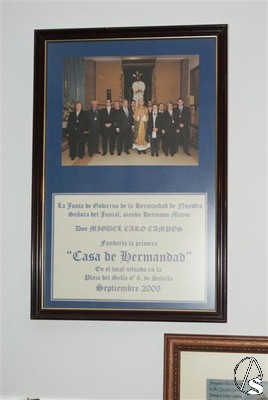 La Junta de Gobierno de la Hermandad de Nuestra
Señora del Juncal, siendo Hermano Mayor
Don MIGUEL CARO CAMPOS
Fundaría la primera
"Casa de Hermandad"
En el local situado en la
Plaza del Sella nº 6, de Sevilla
Septiembre 2009